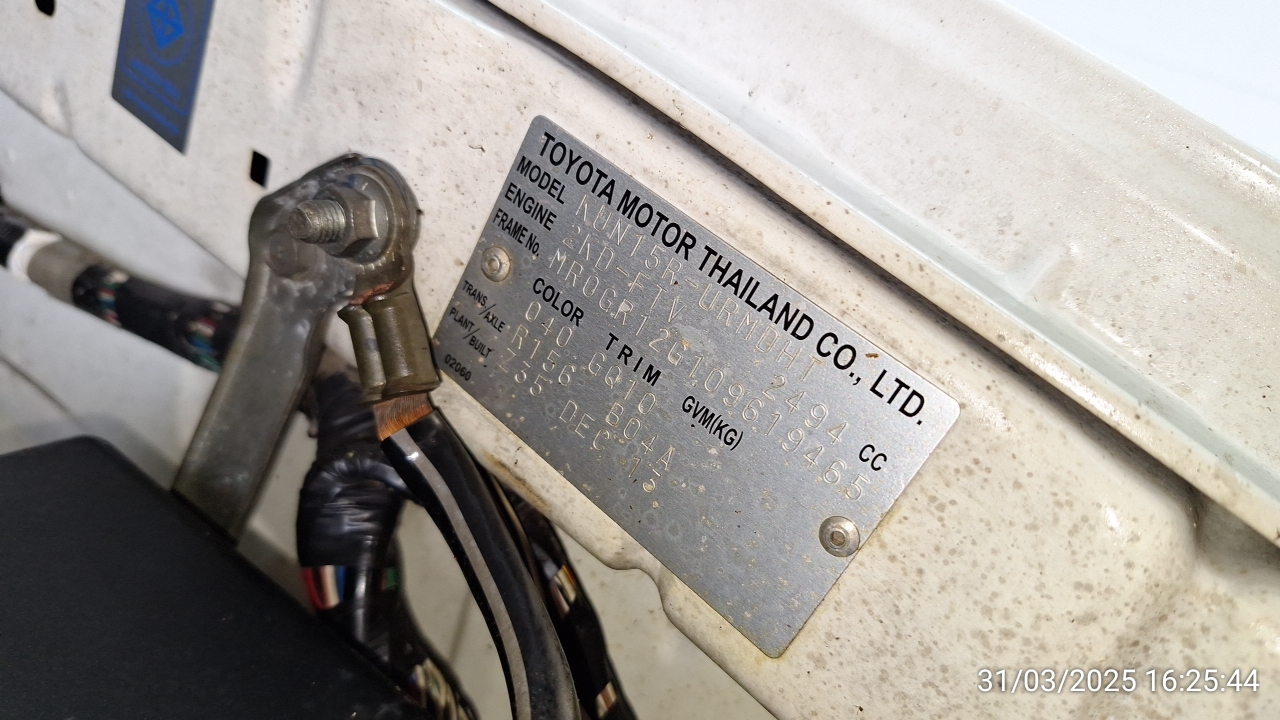 TOYOTA MOTOR THAILAND CO., LTD.
MODEL KUN15R-URMDHT
ENGINE 2KD-FTV 2494 CC
FRAME No. MR0GR12G109619465
COLOR TRIM GVM(KG)
040 GQ10
TRANS/AXLE R156 B04A
PLANT/BUILT Z35 DEC 13
02060
31/03/2025 16:25:44